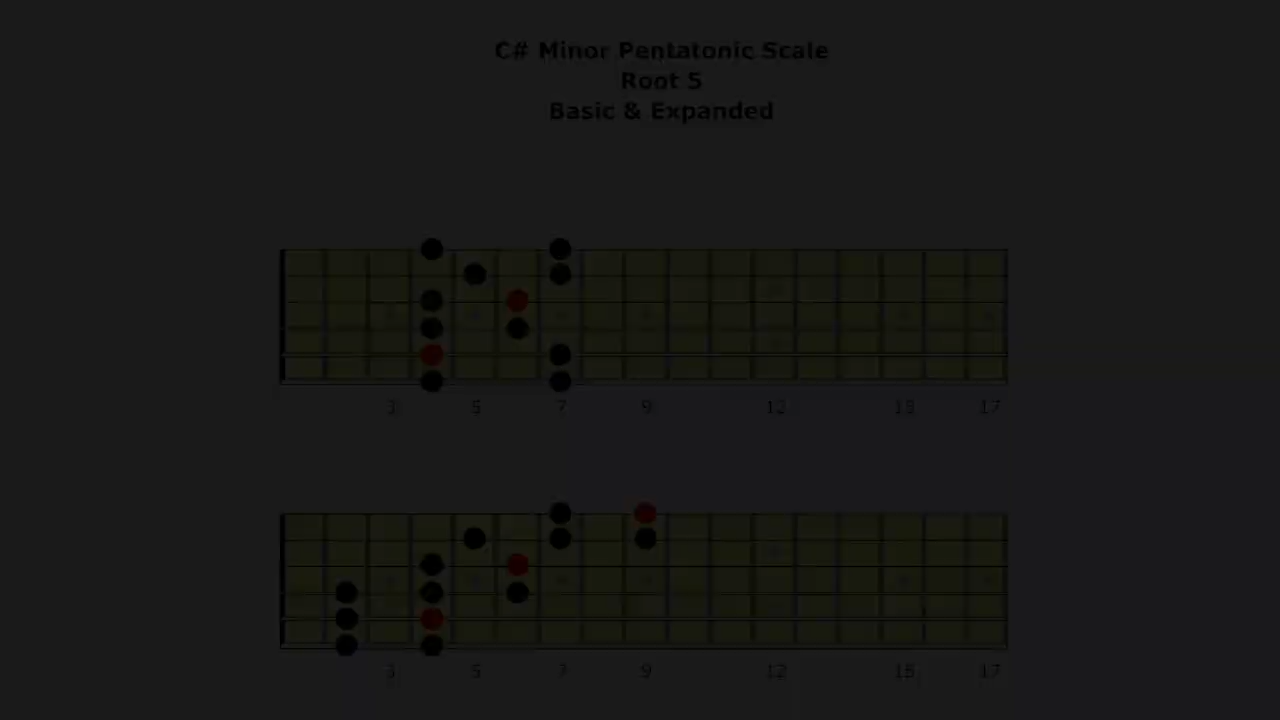 C# Minor Pentatonic Scale
Root 5
Basic & Expanded
3 5 7 9 12 15 17
3 5 7 9 12 15 17